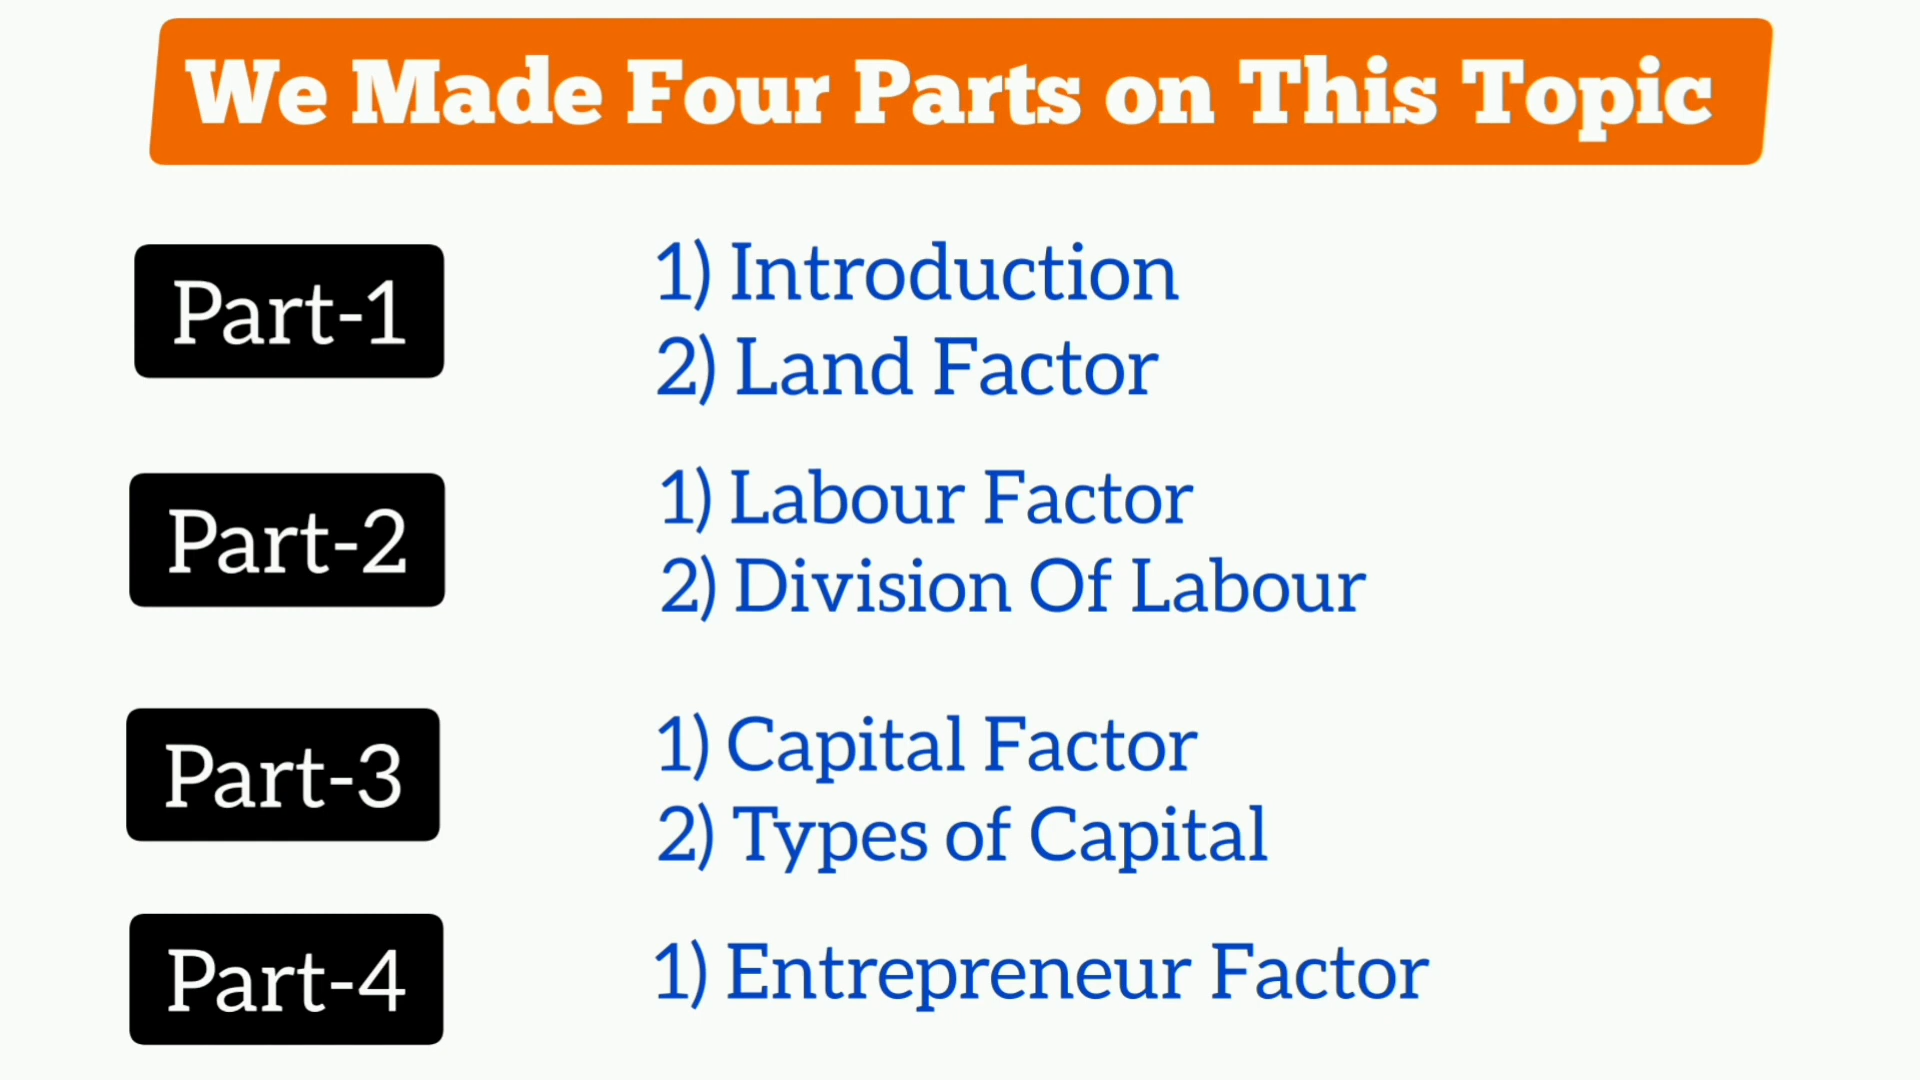 We Made Four Parts on This Topic
Part-1
1) Introduction
2) Land Factor
Part-2
1) Labour Factor
2) Division Of Labour
Part-3
1) Capital Factor
2) Types of Capital
Part-4
1) Entrepreneur Factor